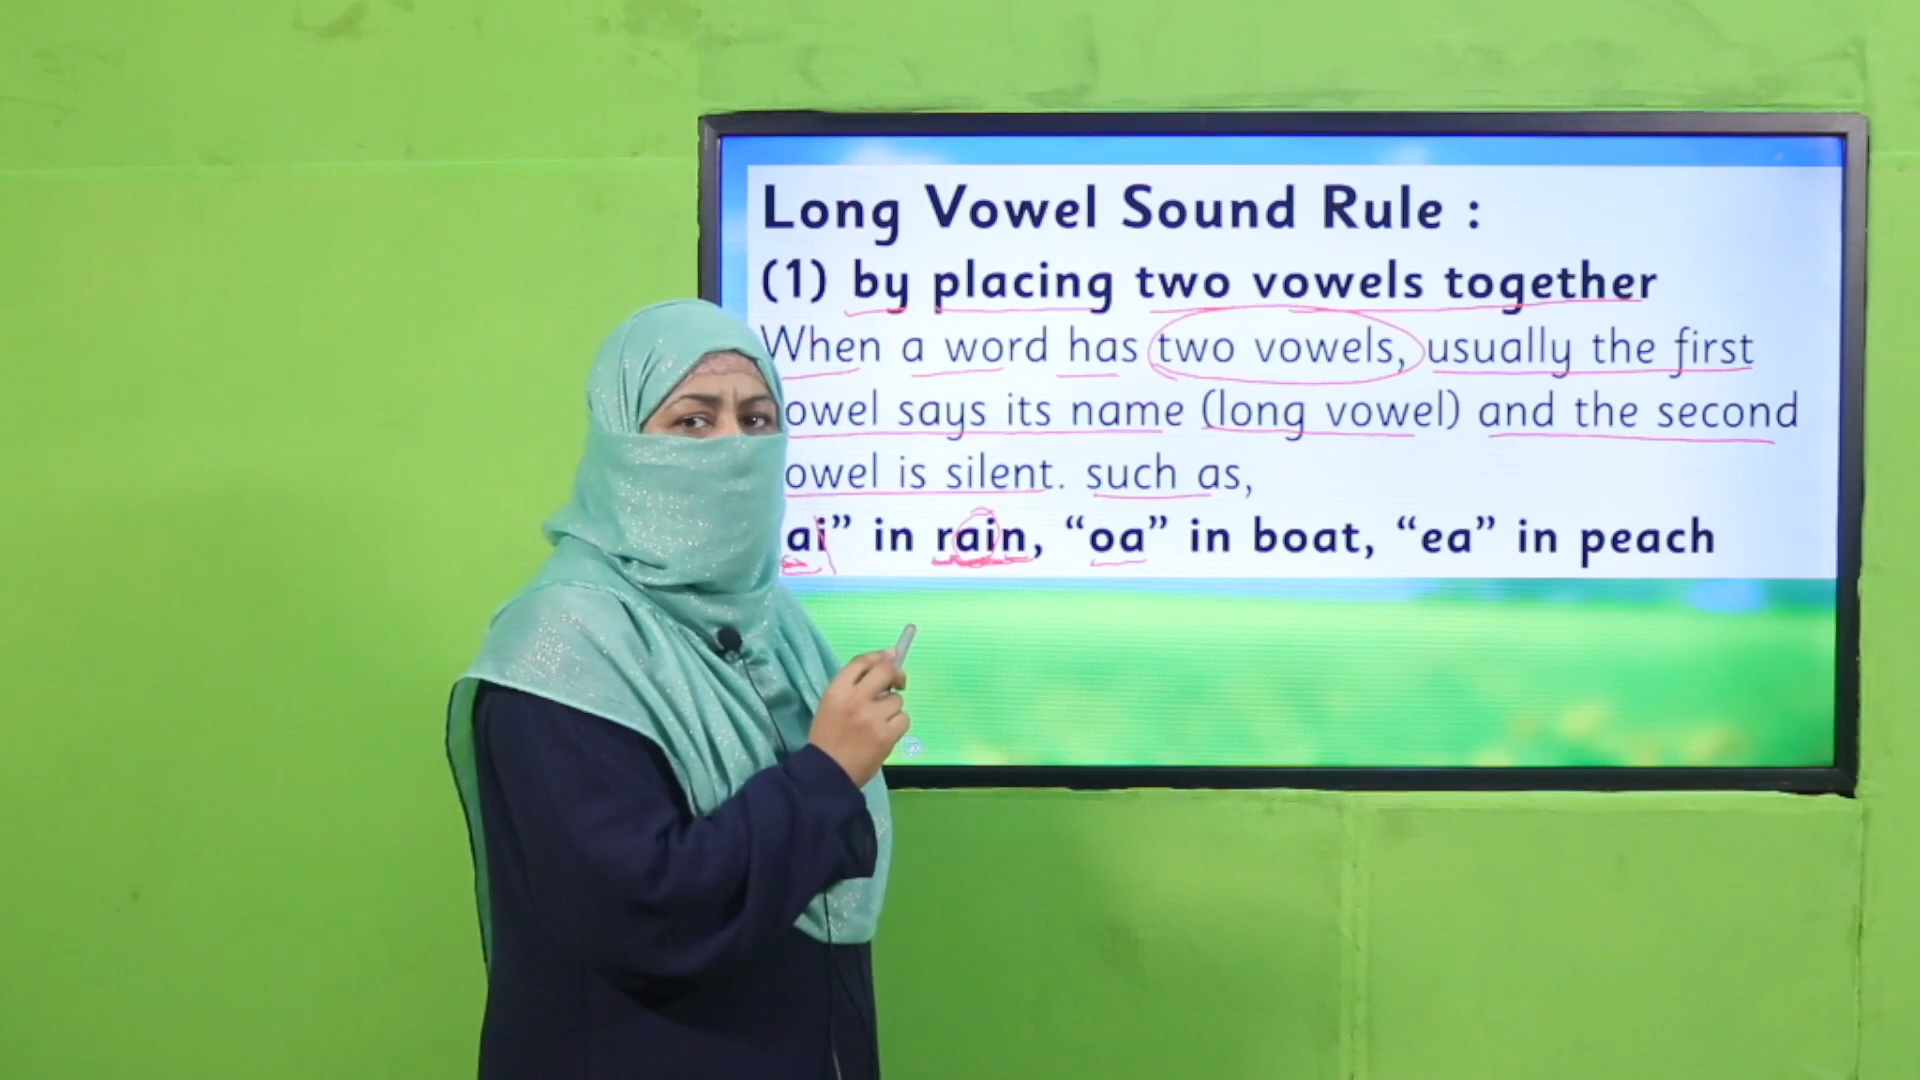 Long Vowel Sound Rule :
(1) by placing two vowels together
When a word has two vowels, usually the first
owel says its name (long vowel) and the second
owel is silent. such as,
ai” in rain, “oa” in boat, “ea” in peach